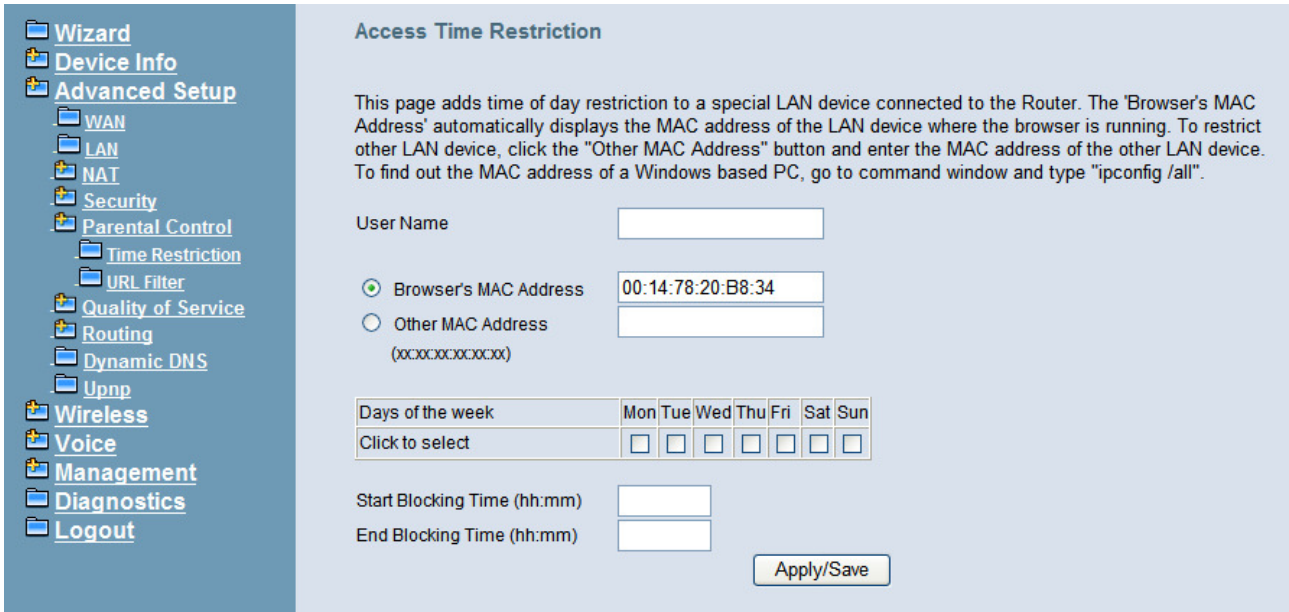 Wizard
Device Info
Advanced Setup
WAN
LAN
NAT
Security
Parental Control
Time Restriction
URL Filter
Quality of Service
Routing
Dynamic DNS
Upnp
Wireless
Voice
Management
Diagnostics
Logout
Access Time Restriction
This page adds time of day restriction to a special LAN device connected to the Router. The 'Browser's MAC
Address' automatically displays the MAC address of the LAN device where the browser is running. To restrict
other LAN device, click the "Other MAC Address" button and enter the MAC address of the other LAN device.
To find out the MAC address of a Windows based PC, go to command window and type "ipconfig /all".
User Name
Browser's MAC Address 00:14:78:20:B8:34
Other MAC Address
(xx:xx:xx:xx:xx:xx)
Days of the week Mon Tue Wed Thu Fri Sat Sun
Click to select
Start Blocking Time (hh:mm)
End Blocking Time (hh:mm)
Apply/Save